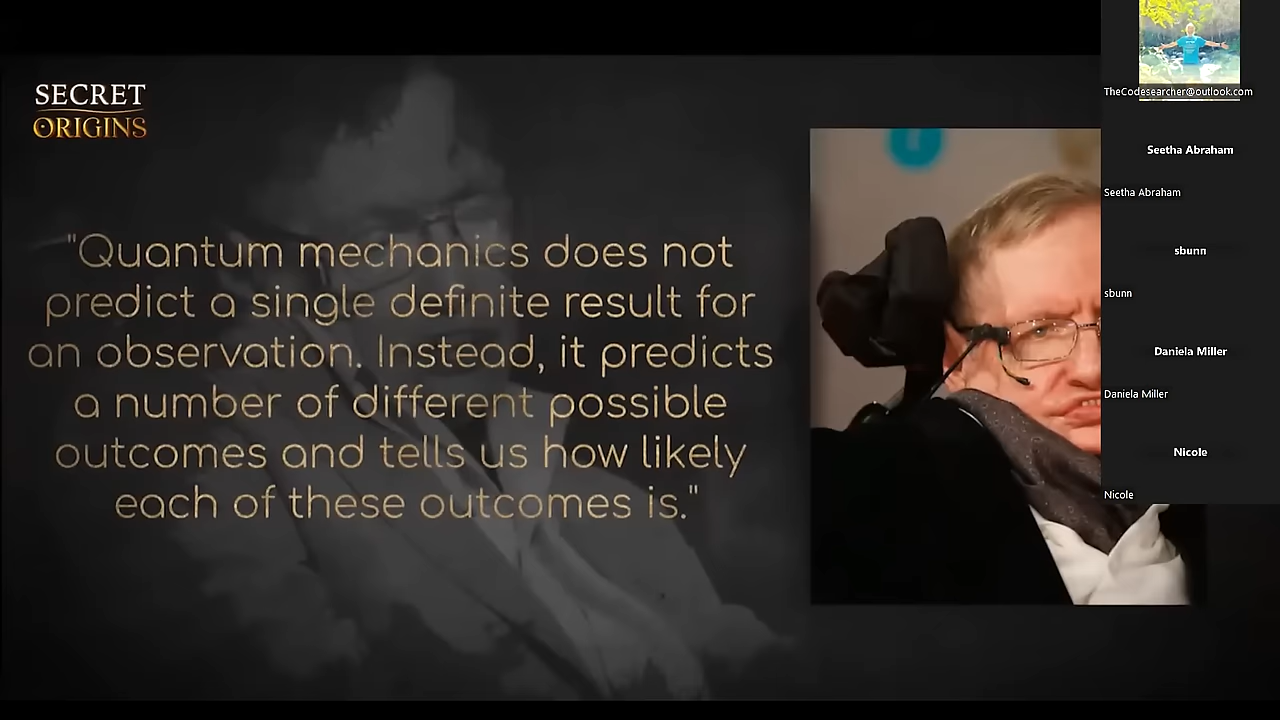 SECRET
ORIGINS
"Quantum mechanics does not
predict a single definite result for
an observation. Instead, it predicts
a number of different possible
outcomes and tells us how likely
each of these outcomes is."
TheCodesearcher@outlook.com
Seetha Abraham
Seetha Abraham
sbunn
sbunn
Daniela Miller
Daniela Miller
Nicole
Nicole